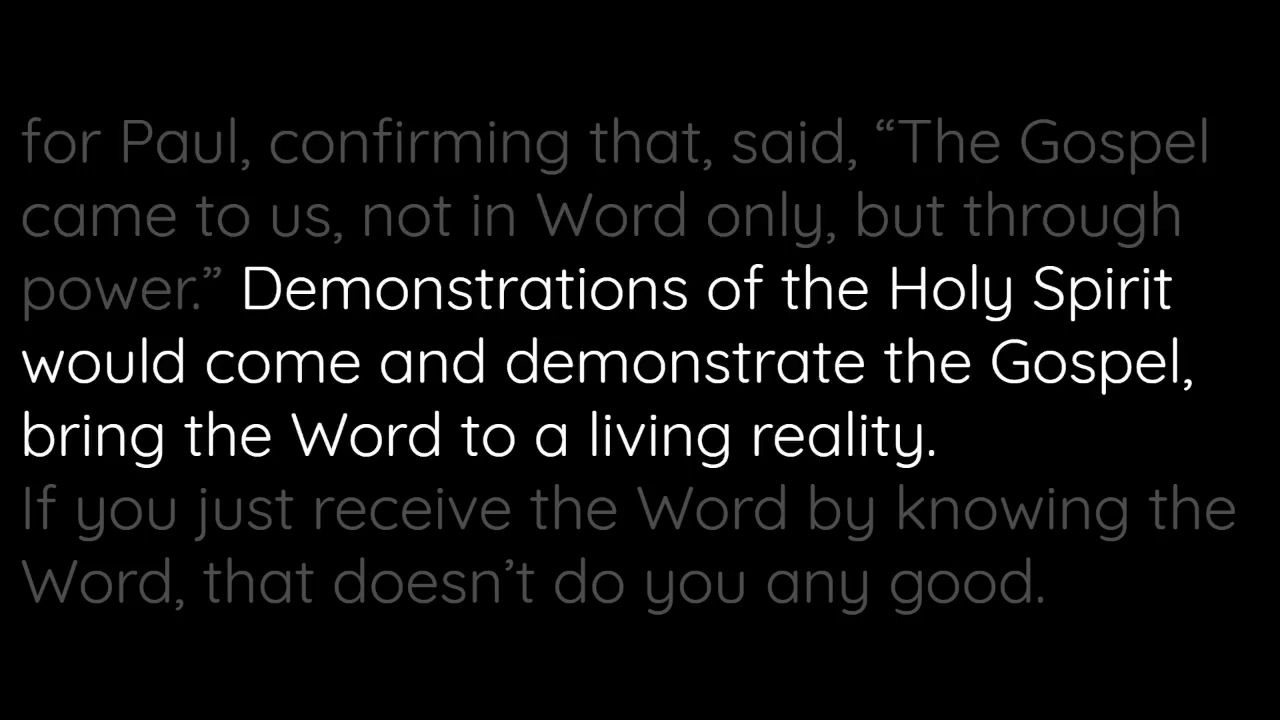 for Paul, confirming that, said, “The Gospel
came to us, not in Word only, but through
power.” Demonstrations of the Holy Spirit
would come and demonstrate the Gospel,
bring the Word to a living reality.
If you just receive the Word by knowing the
Word, that doesn’t do you any good.